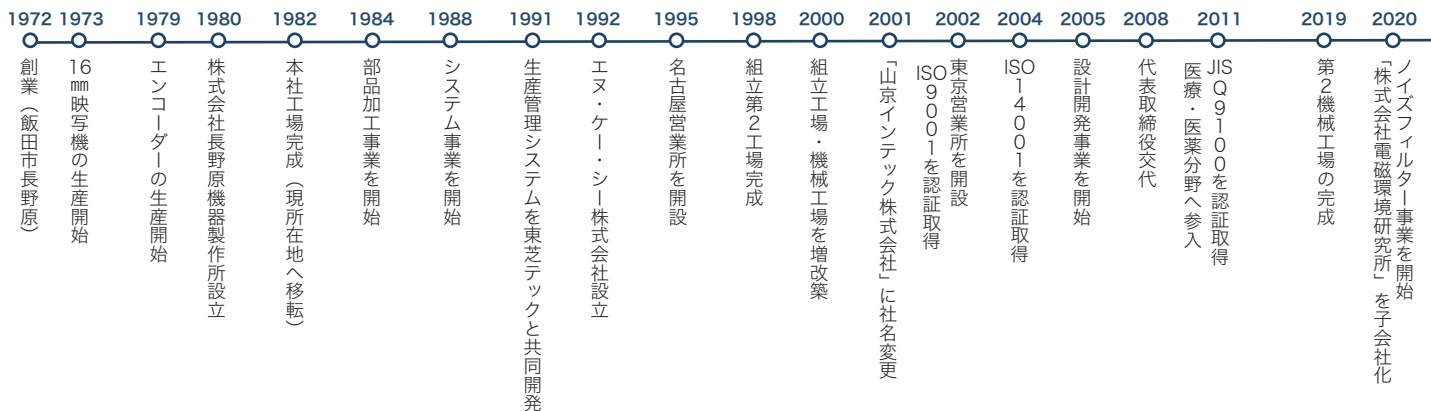 1972
創業（飯田市長野原）
1973
16㎜映写機の生産開始
1979
エンコーダーの生産開始
1980
株式会社長野原機器製作所設立
1982
本社工場完成（現所在地へ移転）
1984
部品加工事業を開始
1988
システム事業を開始
1991
生産管理システムを東芝テックと共同開発
1992
エヌ・ケー・シー株式会社設立
1995
名古屋営業所を開設
1998
組立第2工場完成
2000
組立工場・機械工場を増改築
2001
「山京インテック株式会社」に社名変更
2002
東京営業所を開設
ISO9001を認証取得
2004
ISO14001を認証取得
2005
設計開発事業を開始
2008
代表取締役交代
2011
JISQ9100を認証取得
医療・医薬分野へ参入
2019
第2機械工場の完成
2020
ノイズフィルター事業を開始
「株式会社電磁環境研究所」を子会社化